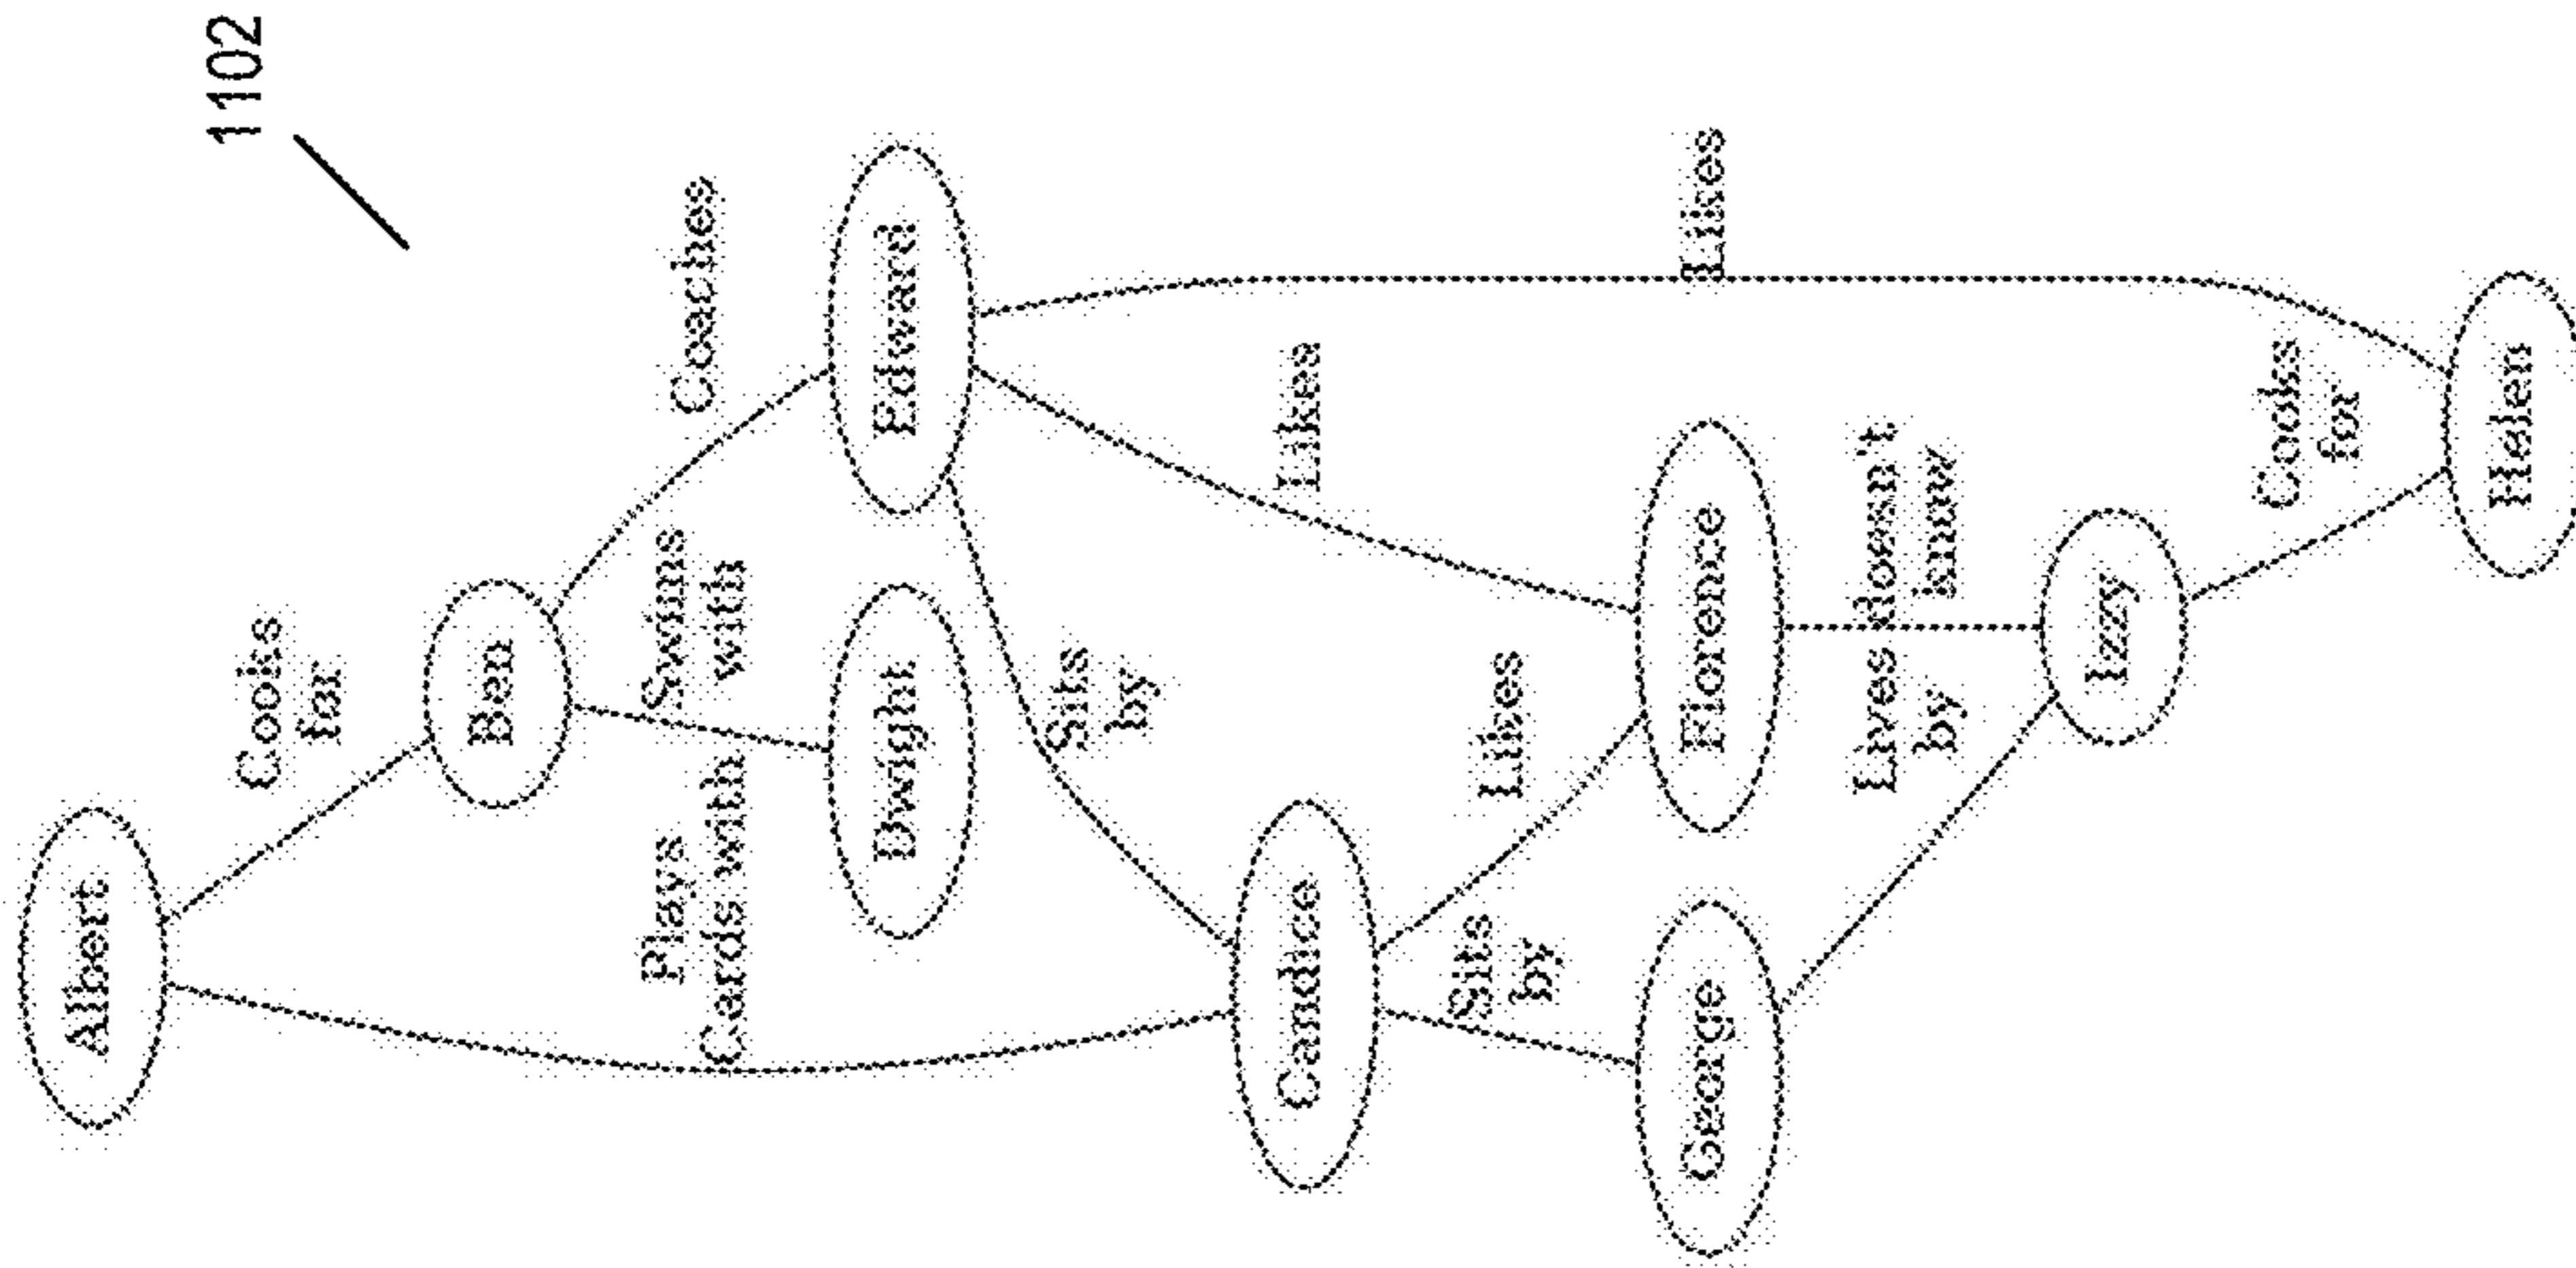 1102
Albert
Cooks
for
Ben
Coaches
Swims
with
Plays
Cards with
Edward
Dwight
Sits
by
Likes
Candice
Likes
Sits
by
Likes
Florence
George
Lives
by
doesn't
know
Izzy
Cooks
for
Helen